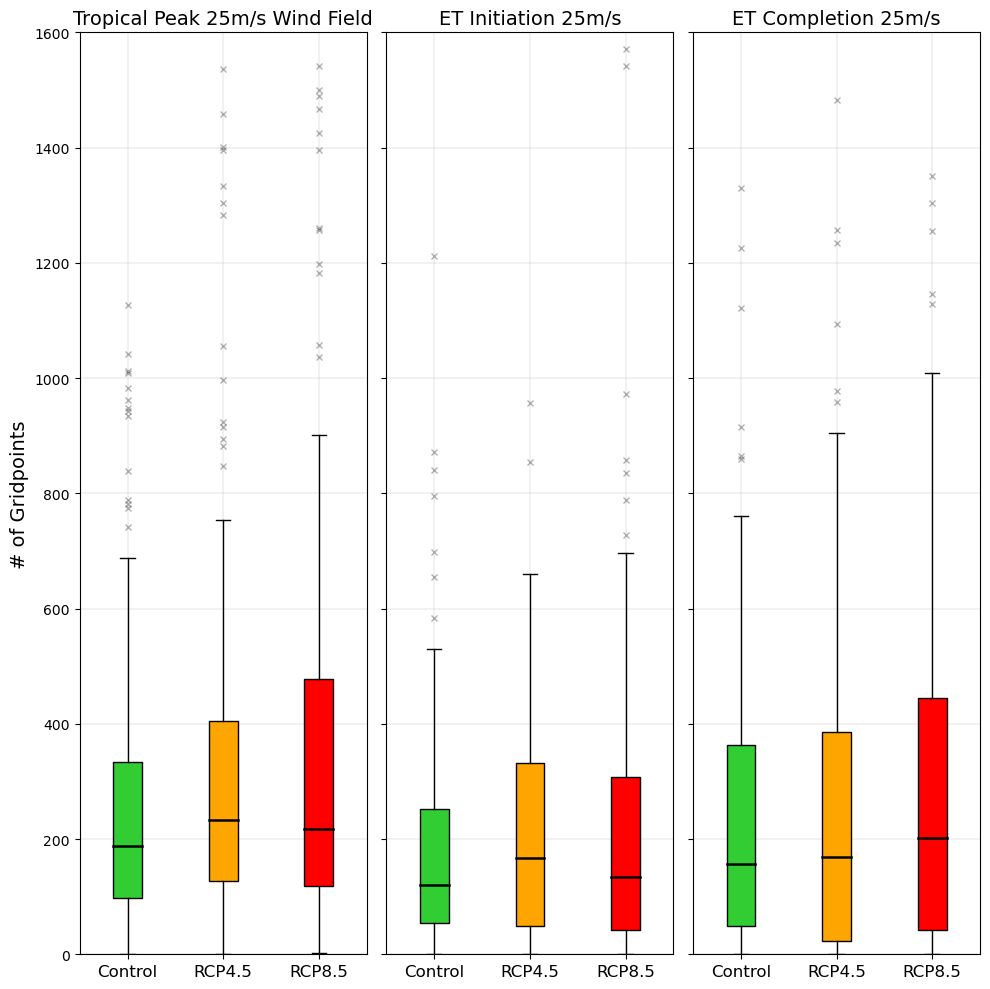 Tropical Peak 25m/s Wind Field
ET Initiation 25m/s
ET Completion 25m/s
# of Gridpoints
1600
1400
1200
1000
800
600
400
200
0
Control RCP4.5 RCP8.5
Control RCP4.5 RCP8.5
Control RCP4.5 RCP8.5